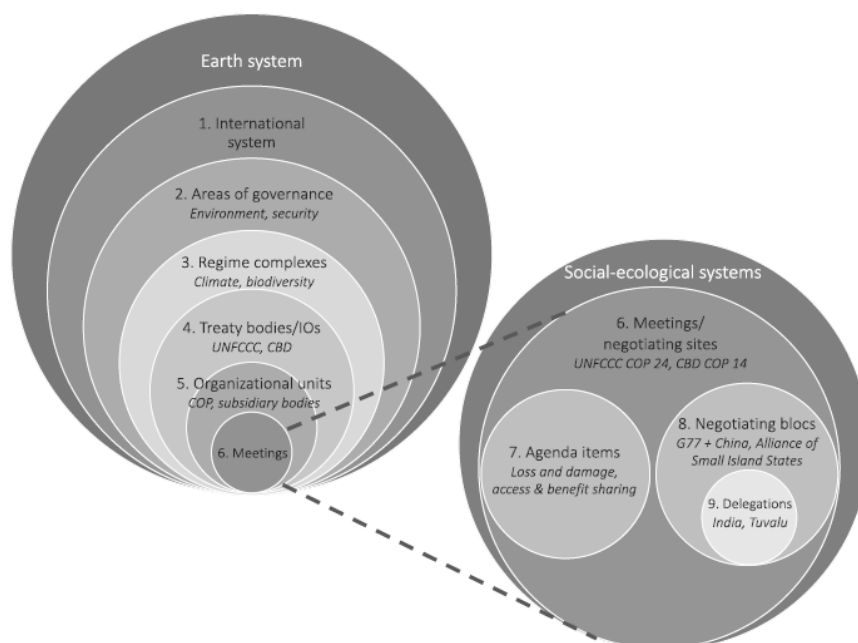 Earth system
1. International
system
2. Areas of governance
Environment, security
3. Regime complexes
Climate, biodiversity
4. Treaty bodies/IOs
UNFCCC, CBD
5. Organizational units
COP, subsidiary bodies
6. Meetings
Social-ecological systems
6. Meetings/
negotiating sites
UNFCCC COP 24, CBD COP 14
7. Agenda items
Loss and damage,
access & benefit sharing
8. Negotiating blocs
G77 + China, Alliance of
Small Island States
9. Delegations
India, Tuvalu